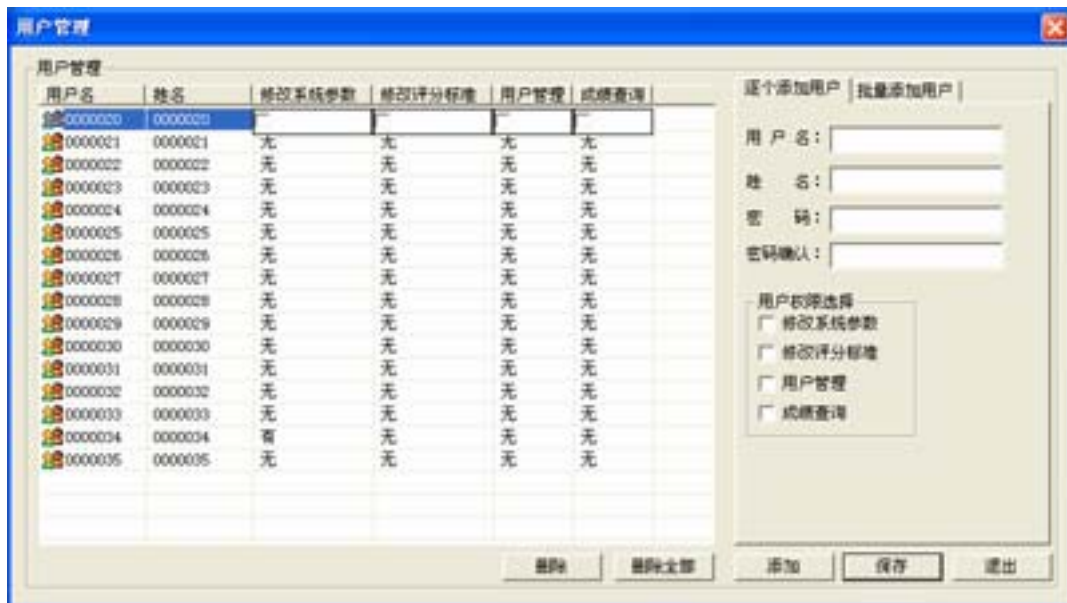 用户管理
用户管理
用户名 姓名 修改系统参数 修改评分标准 用户管理 成绩查询
0000020 0000020
0000021 0000021 无 无 无 无
0000022 0000022 无 无 无 无
0000023 0000023 无 无 无 无
0000024 0000024 无 无 无 无
0000025 0000025 无 无 无 无
0000026 0000026 无 无 无 无
0000027 0000027 无 无 无 无
0000028 0000028 无 无 无 无
0000029 0000029 无 无 无 无
0000030 0000030 无 无 无 无
0000031 0000031 无 无 无 无
0000032 0000032 无 无 无 无
0000033 0000033 无 无 无 无
0000034 0000034 有 无 无 无
0000035 0000035 无 无 无 无
删除 删除全部
逐个添加用户 批量添加用户
用户名:
姓名:
密码:
密码确认:
用户权限选择
修改系统参数
修改评分标准
用户管理
成绩查询
添加 保存 退出